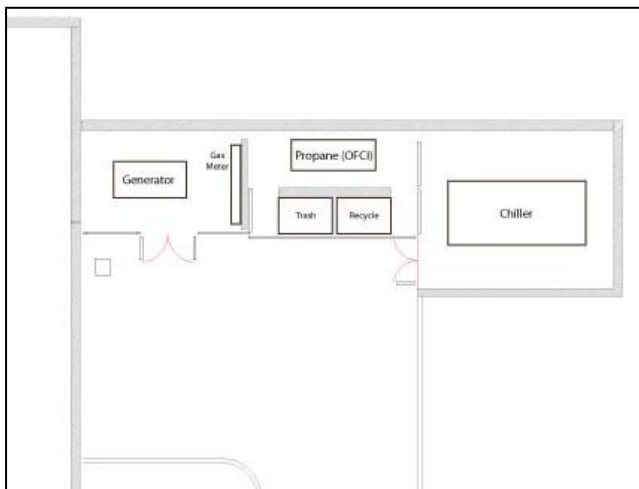 Gas
Meter
Propane (OFCI)
Generator
Trash
Recycle
Chiller